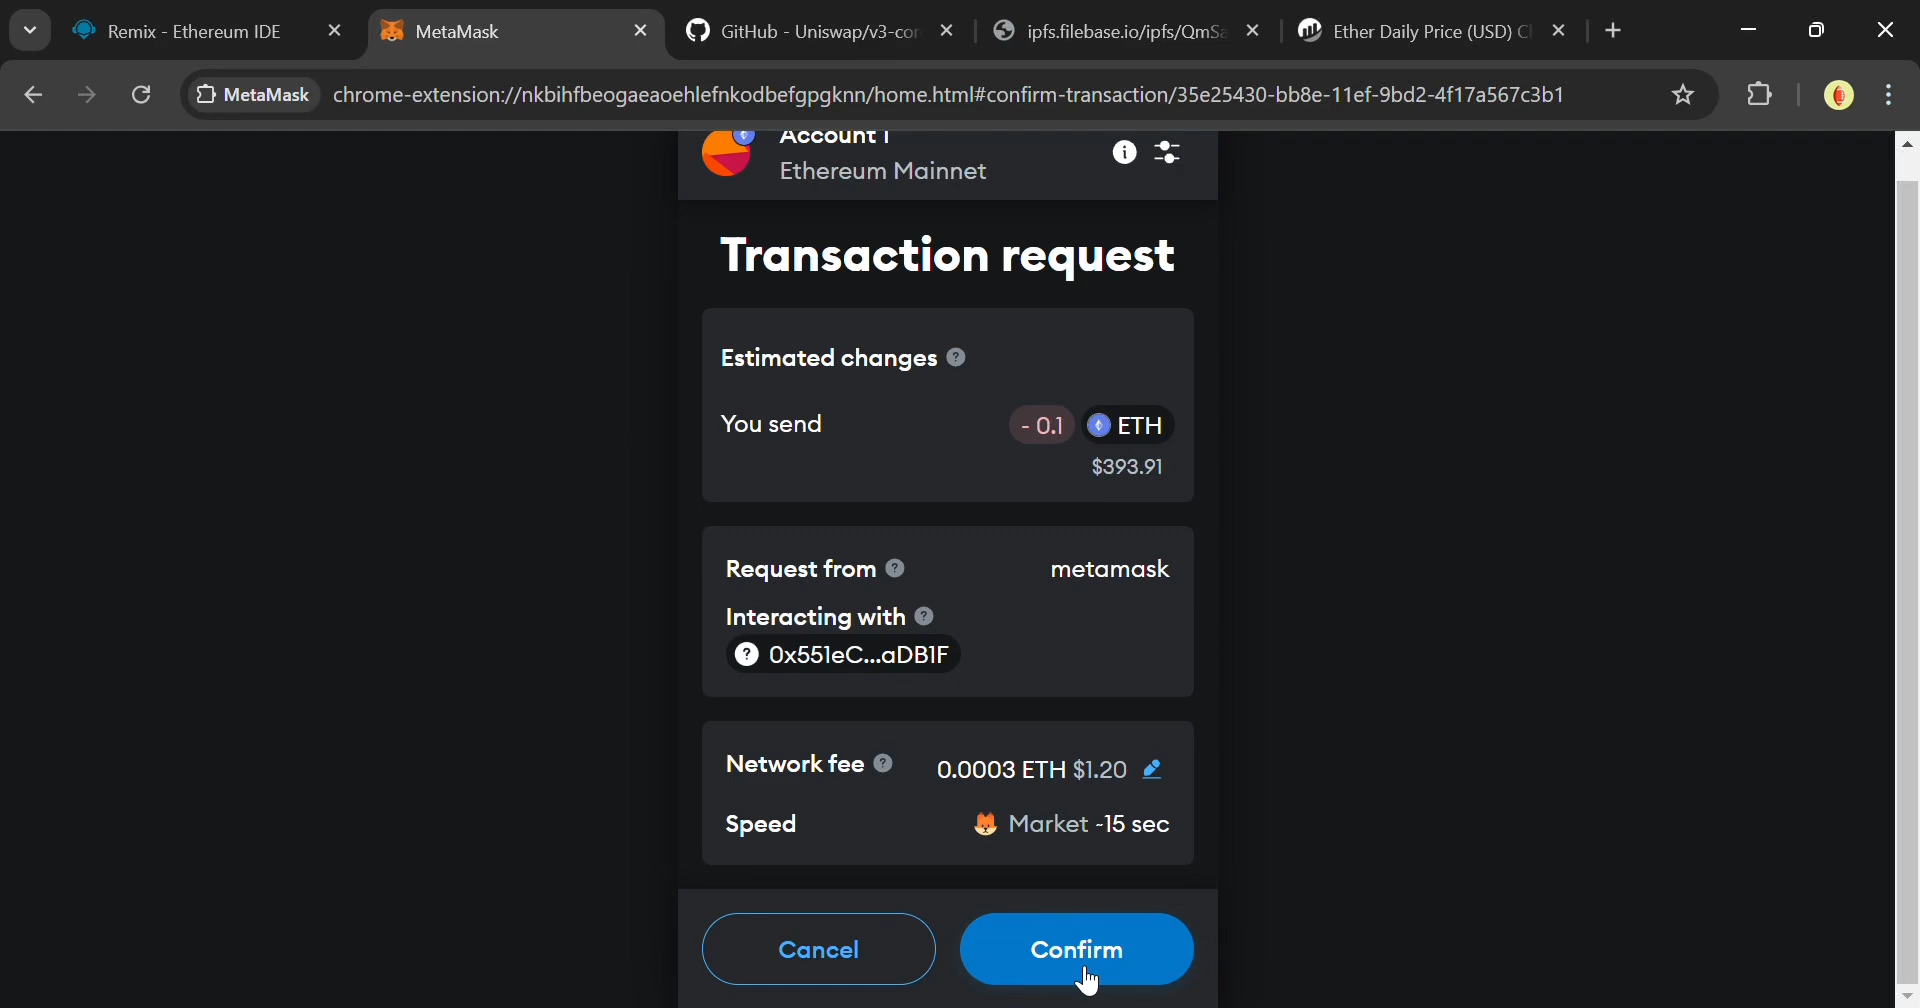 Remix - Ethereum IDE
MetaMask
GitHub - Uniswap/v3-cor
ipfs.filebase.io/ipfs/QmSa
Ether Daily Price (USD) C
MetaMask
chrome-extension://nkbihfbeogaeaoehlefnkodbefgpgknn/home.html#confirm-transaction/35e25430-bb8e-11ef-9bd2-4f17a567c3b1
Account 1
Ethereum Mainnet
Transaction request
Estimated changes ?
You send - 0.1 ETH
$393.91
Request from ? metamask
Interacting with ?
? 0x551eC...aDB1F
Network fee ? 0.0003 ETH $1.20
Speed Market ~15 sec
Cancel Confirm